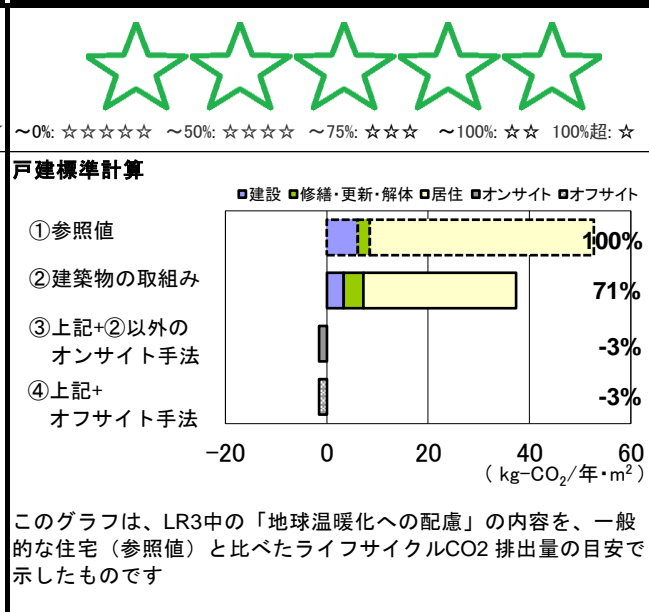 ~0%: ☆☆☆☆☆ ~50%: ☆☆☆☆ ~75%: ☆☆☆ ~100%: ☆☆ 100%超: ☆
戸建標準計算
■建設 ■修繕・更新・解体 ■居住 ■オンサイト ■オフサイト
①参照値
100%
②建築物の取組み
71%
③上記+②以外の
オンサイト手法
-3%
④上記+
オフサイト手法
-3%
-20 0 20 40 60
( kg-CO₂/年・m² )
このグラフは、LR3中の「地球温暖化への配慮」の内容を、一般
的な住宅（参照値）と比べたライフサイクルCO2 排出量の目安で
示したものです